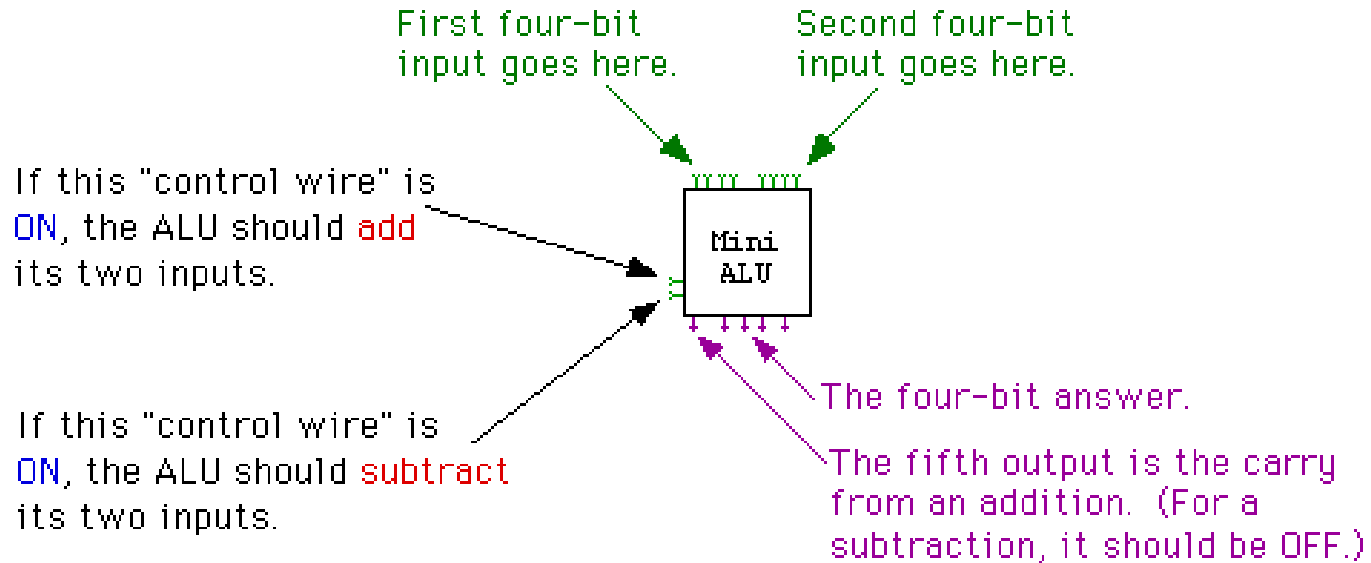 First four-bit
input goes here.
Second four-bit
input goes here.
If this "control wire" is
ON, the ALU should add
its two inputs.
Mini
ALU
If this "control wire" is
ON, the ALU should subtract
its two inputs.
The four-bit answer.
The fifth output is the carry
from an addition. (For a
subtraction, it should be OFF.)